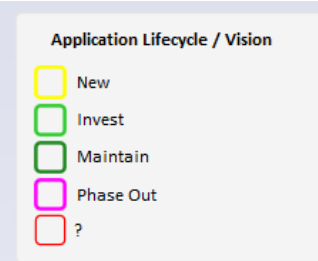 Application Lifecycle / Vision
New
Invest
Maintain
Phase Out
?